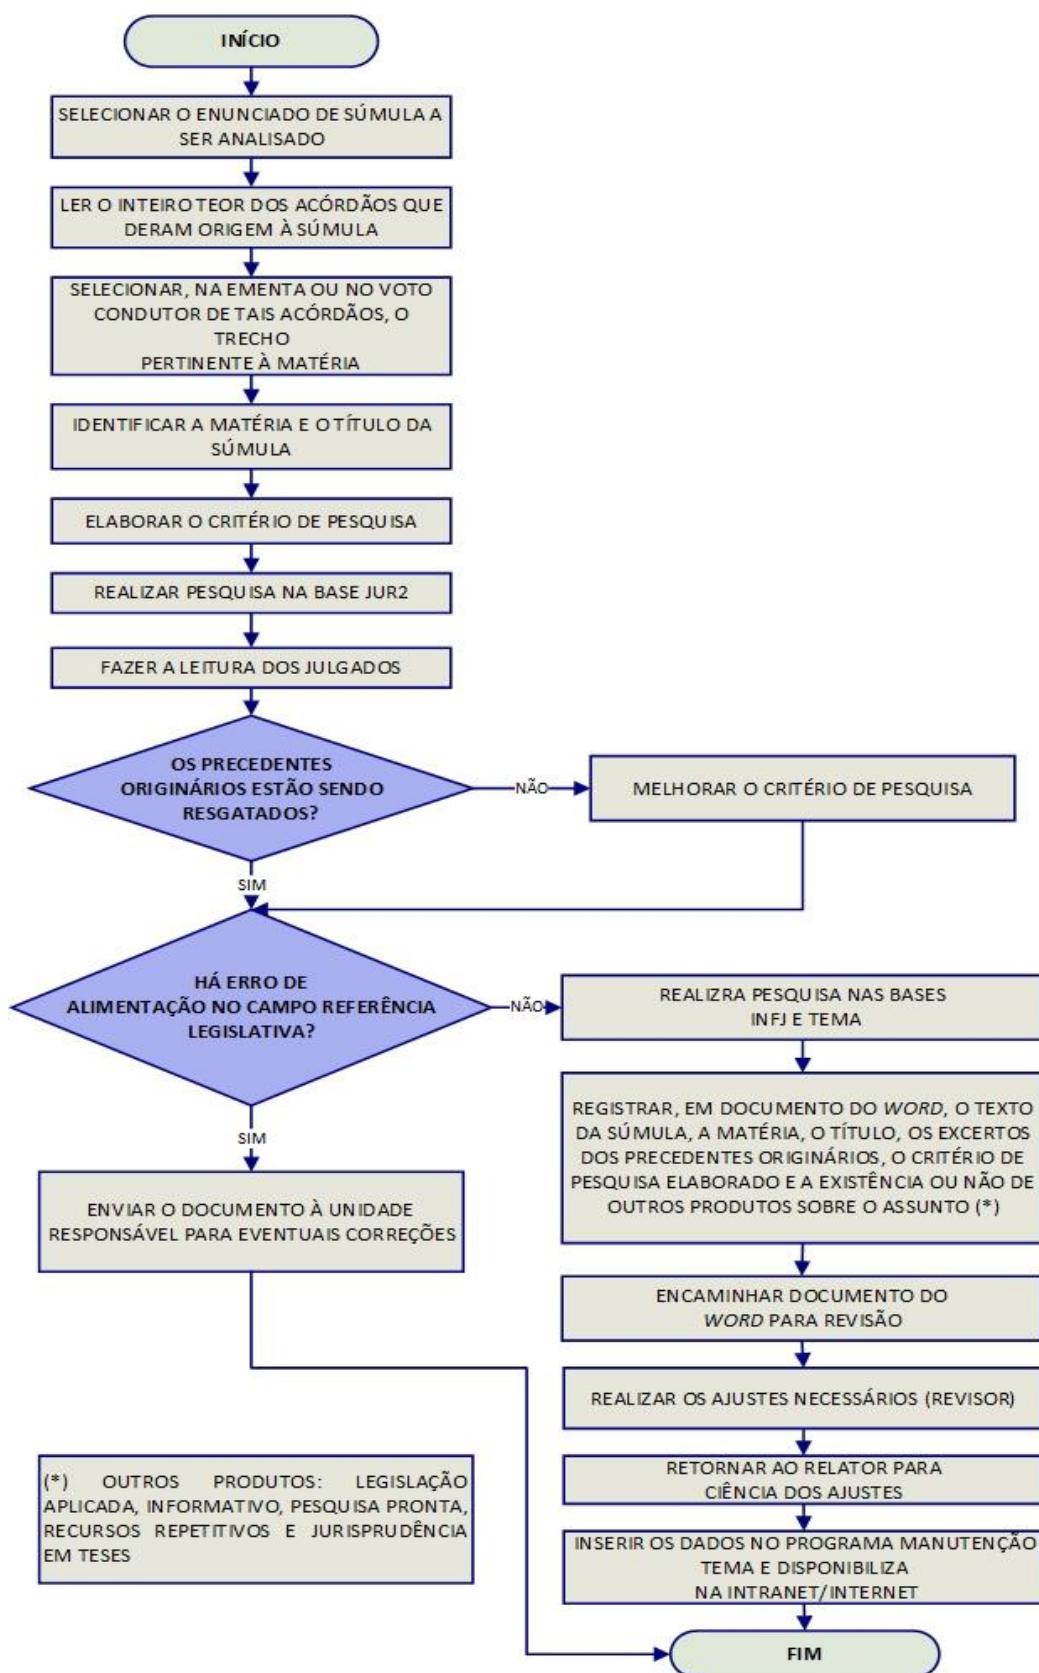 INÍCIO
SELECIONAR O ENUNCIADO DE SÚMULA A
SER ANALISADO
LER O INTEIRO TEOR DOS ACÓRDÃOS QUE
DERAM ORIGEM À SÚMULA
SELECIONAR, NA EMENTA OU NO VOTO
CONDUTOR DE TAIS ACÓRDÃOS, O
TRECHO
PERTINENTE À MATÉRIA
IDENTIFICAR A MATÉRIA E O TÍTULO DA
SÚMULA
ELABORAR O CRITÉRIO DE PESQUISA
REALIZAR PESQUISA NA BASE JUR2
FAZER A LEITURA DOS JULGADOS
OS PRECEDENTES
ORIGINÁRIOS ESTÃO SENDO
RESGATADOS?
NÃO
MELHORAR O CRITÉRIO DE PESQUISA
SIM
HÁ ERRO DE
ALIMENTAÇÃO NO CAMPO REFERÊNCIA
LEGISLATIVA?
NÃO
REALIZRA PESQUISA NAS BASES
INFJ E TEMA
REGISTRAR, EM DOCUMENTO DO WORD, O TEXTO
DA SÚMULA, A MATÉRIA, O TÍTULO, OS EXCERTOS
DOS PRECEDENTES ORIGINÁRIOS, O CRITÉRIO DE
PESQUISA ELABORADO E A EXISTÊNCIA OU NÃO DE
OUTROS PRODUTOS SOBRE O ASSUNTO (*)
SIM
ENVIAR O DOCUMENTO À UNIDADE
RESPONSÁVEL PARA EVENTUAIS CORREÇÕES
ENCAMINHAR DOCUMENTO DO
WORD PARA REVISÃO
REALIZAR OS AJUSTES NECESSÁRIOS (REVISOR)
RETORNAR AO RELATOR PARA
CIÊNCIA DOS AJUSTES
INSERIR OS DADOS NO PROGRAMA MANUTENÇÃO
TEMA E DISPONIBILIZA
NA INTRANET/INTERNET
(*) OUTROS PRODUTOS: LEGISLAÇÃO
APLICADA, INFORMATIVO, PESQUISA PRONTA,
RECURSOS REPETITIVOS E JURISPRUDÊNCIA
EM TESES
FIM